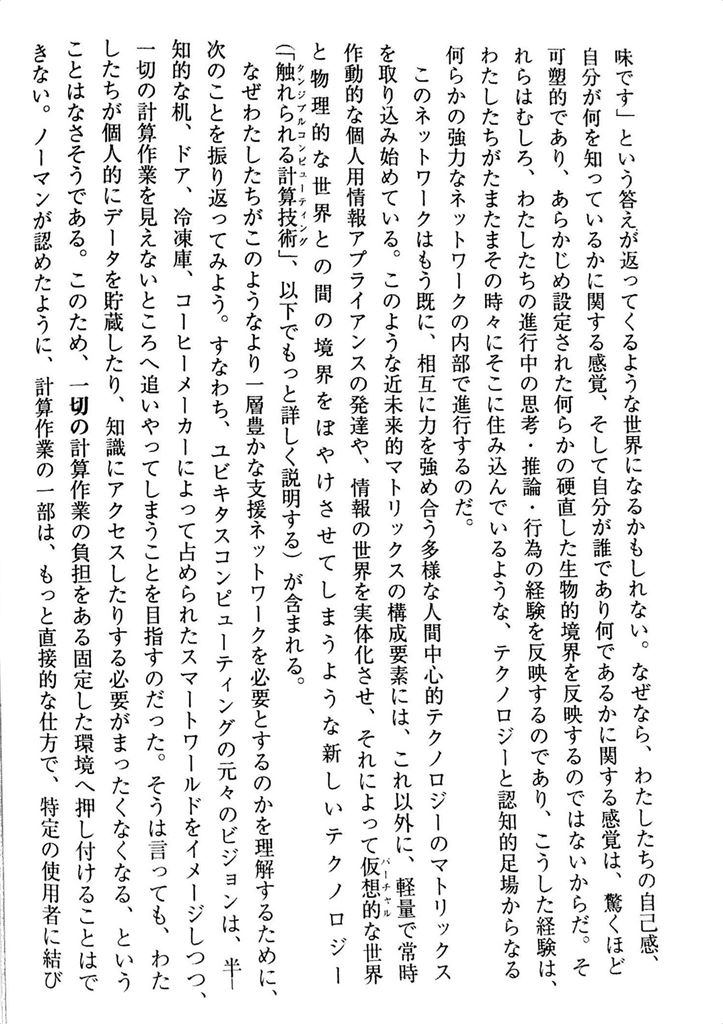 味です」という答えが返ってくるような世界になるかもしれない。なぜなら、わたしたちの自己感、
自分が何を知っているかに関する感覚、そして自分が誰であり何であるかに関する感覚は、驚くほど
可塑的であり、あらかじめ設定された何らかの硬直した生物的境界を反映するのではないからだ。そ
れらはむしろ、わたしたちの進行中の思考・推論・行為の経験を反映するのであり、こうした経験は、
わたしたちがたまたまその時々にそこに住み込んでいるような、テクノロジーと認知的足場からなる
何らかの強力なネットワークの内部で進行するのだ。
このネットワークはもう既に、相互に力を強め合う多様な人間中心的テクノロジーのマトリックス
を取り込み始めている。このような近未来的マトリックスの構成要素には、これ以外に、軽量で常時
作動的な個人用情報アプライアンスの発達や、情報の世界を実体化させ、それによって仮想的な世界
バーチャル
と物理的な世界との間の境界をぼやけさせてしまうような新しいテクノロジー
(「触れられる計算技術」、以下でもっと詳しく説明する)が含まれる。
タンジブルコンピューティング
なぜわたしたちがこのようなより一層豊かな支援ネットワークを必要とするのかを理解するために、
次のことを振り返ってみよう。すなわち、ユビキタスコンピューティングの元々のビジョンは、半―
知的な机、ドア、冷凍庫、コーヒーメーカーによって占められたスマートワールドをイメージしつつ、
一切の計算作業を見えないところへ追いやってしまうことを目指すのだった。そうは言っても、わた
したちが個人的にデータを貯蔵したり、知識にアクセスしたりする必要がまったくなくなる、という
ことはなさそうである。このため、一切の計算作業の負担をある固定した環境へ押し付けることはで
きない。ノーマンが認めたように、計算作業の一部は、もっと直接的な仕方で、特定の使用者に結び